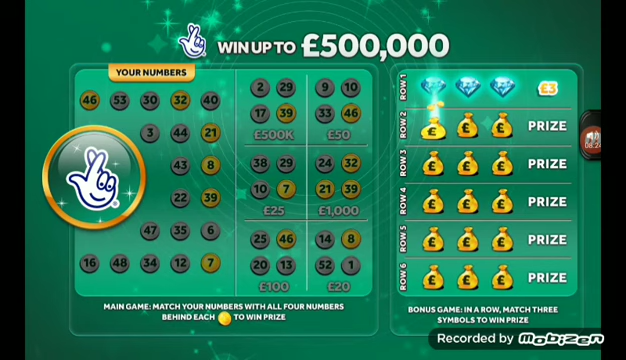 WIN UP TO £500,000
YOUR NUMBERS
46 53 30 32 40
3 44 21
43 8
22 39
47 35 6
16 48 34 12 7
2 29
17 39
£500K
9 10
33 46
£50
38 29
10 7
£25
24 32
21 39
£1,000
25 46
20 13
£100
14 8
52 1
£20
MAIN GAME: MATCH YOUR NUMBERS WITH ALL FOUR NUMBERS
BEHIND EACH TO WIN PRIZE
ROW 1 £3
ROW 2 £ £ £ PRIZE
ROW 3 £ £ £ PRIZE
ROW 4 £ £ £ PRIZE
ROW 5 £ £ £ PRIZE
ROW 6 £ £ £ PRIZE
BONUS GAME: IN A ROW, MATCH THREE
SYMBOLS TO WIN PRIZE
Recorded by Mobizen